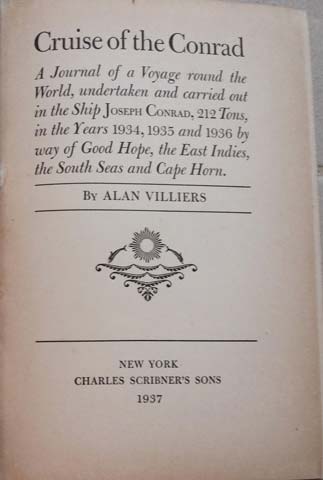 Cruise of the Conrad
A Journal of a Voyage round the
World, undertaken and carried out
in the Ship JOSEPH CONRAD, 212 Tons,
in the Years 1934, 1935 and 1936 by
way of Good Hope, the East Indies,
the South Seas and Cape Horn.
By ALAN VILLIERS
NEW YORK
CHARLES SCRIBNER'S SONS
1937